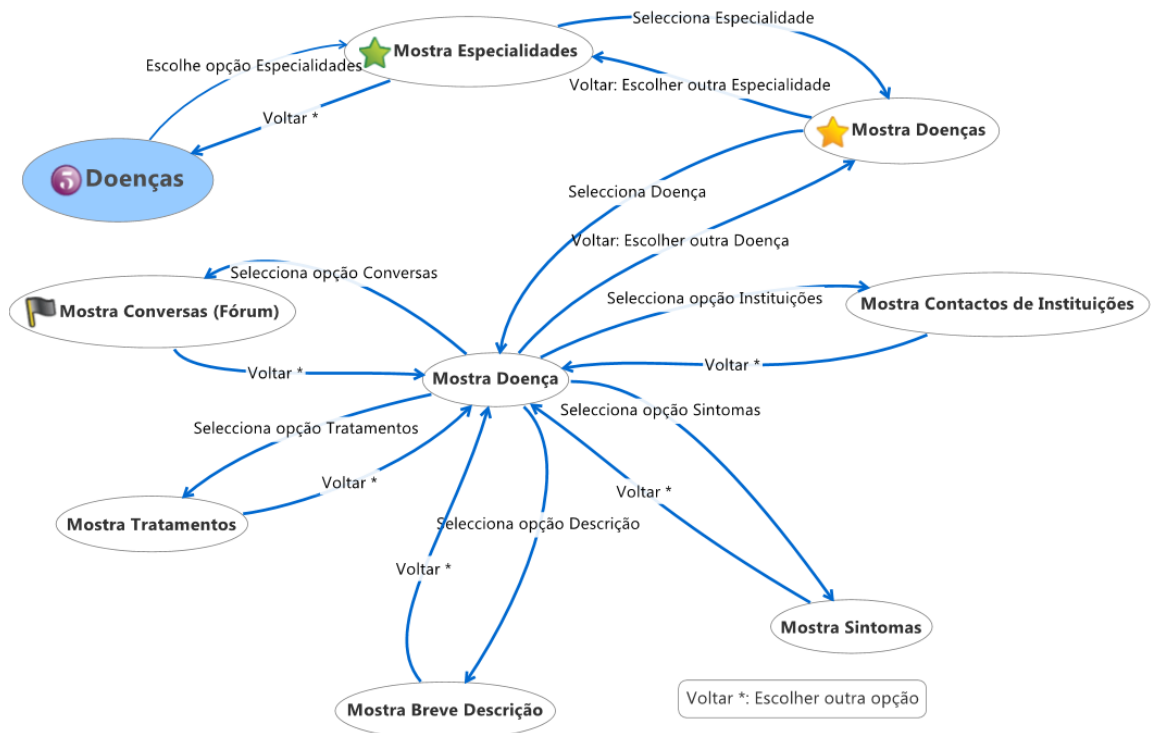 Selecciona Especialidade
Mostra Especialidades
Escolhe opção Especialidades
Voltar: Escolher outra Especialidade
Voltar *
Mostra Doenças
5 Doenças
Selecciona Doença
Voltar: Escolher outra Doença
Selecciona opção Conversas
Selecciona opção Instituições
Mostra Contactos de Instituições
Mostra Conversas (Fórum)
Voltar *
Voltar *
Mostra Doença
Selecciona opção Sintomas
Selecciona opção Tratamentos
Voltar *
Voltar *
Mostra Tratamentos
Selecciona opção Descrição
Voltar *
Mostra Sintomas
Voltar *: Escolher outra opção
Mostra Breve Descrição